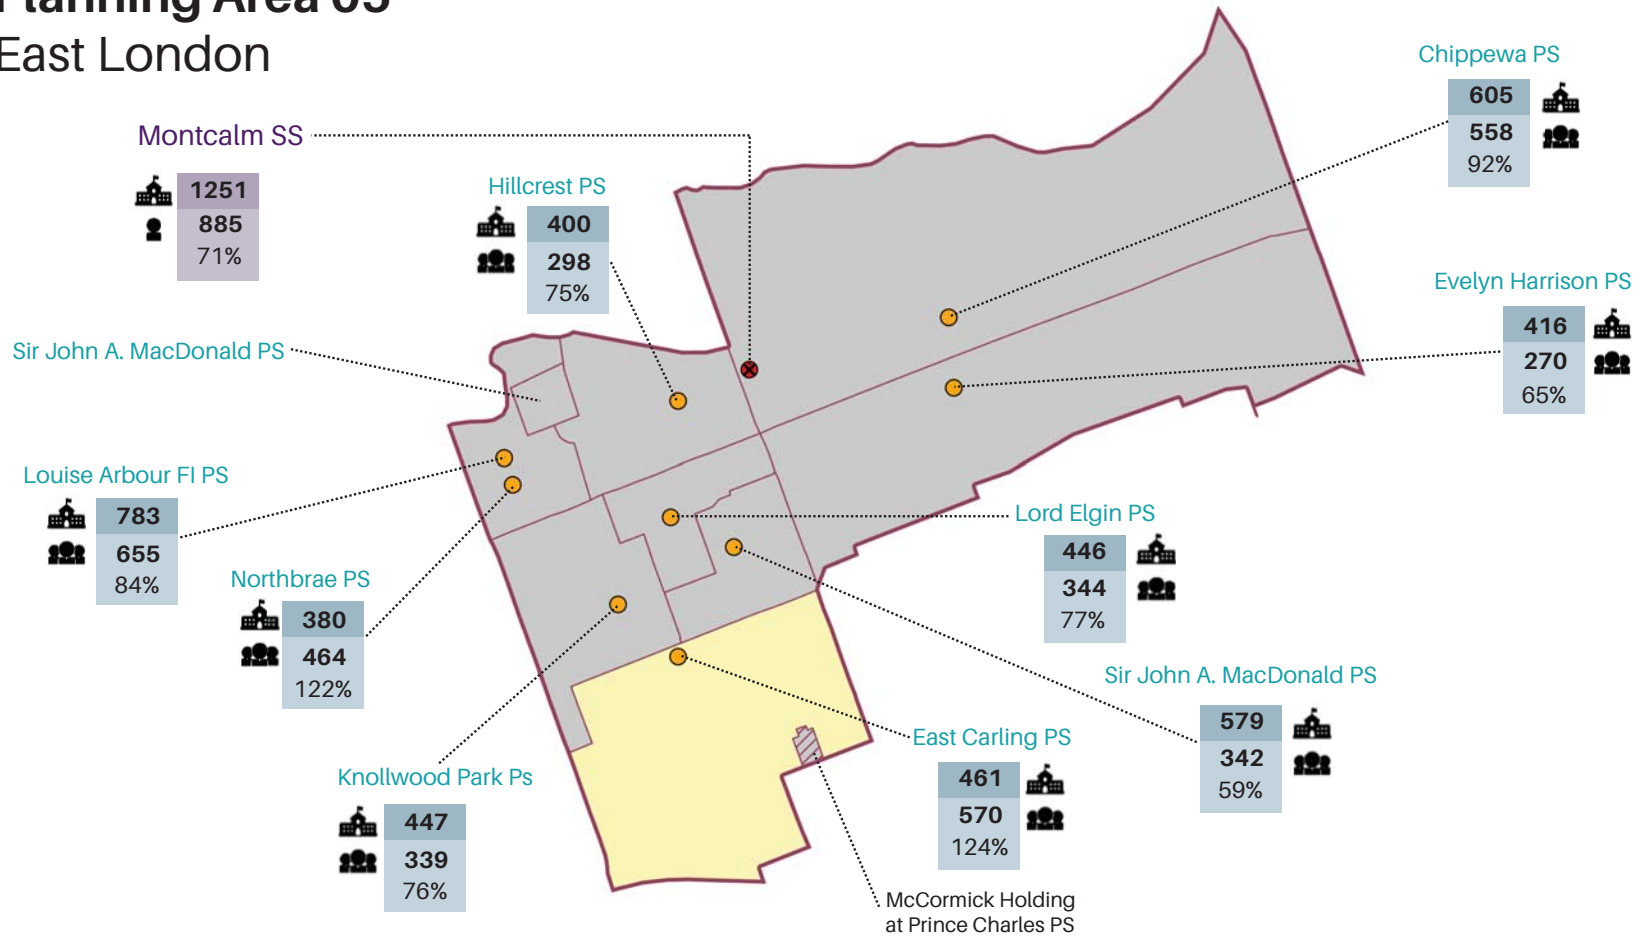 Planning Area 05
East London
Chippewa PS
605
558
92%
Montcalm SS
1251
885
71%
Hillcrest PS
400
298
75%
Evelyn Harrison PS
416
270
65%
Sir John A. MacDonald PS
Louise Arbour FI PS
783
655
84%
Lord Elgin PS
446
344
77%
Northbrae PS
380
464
122%
Sir John A. MacDonald PS
579
342
59%
East Carling PS
461
570
124%
Knollwood Park Ps
447
339
76%
McCormick Holding
at Prince Charles PS